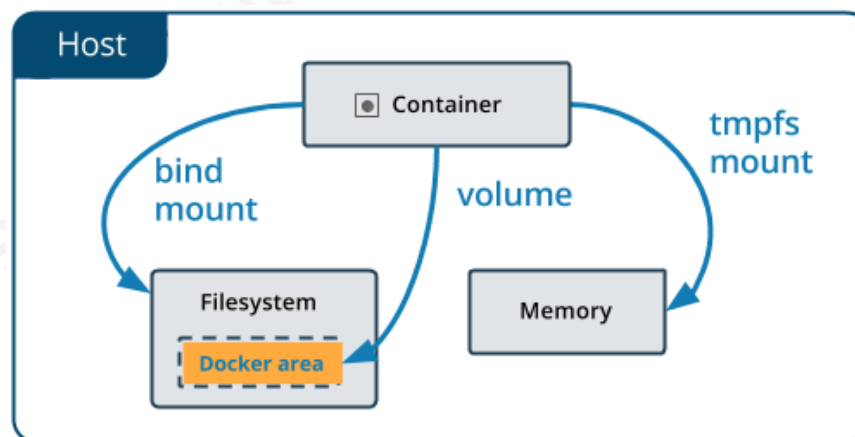 Host
Container
bind
mount
volume
tmpfs
mount
Filesystem
Docker area
Memory